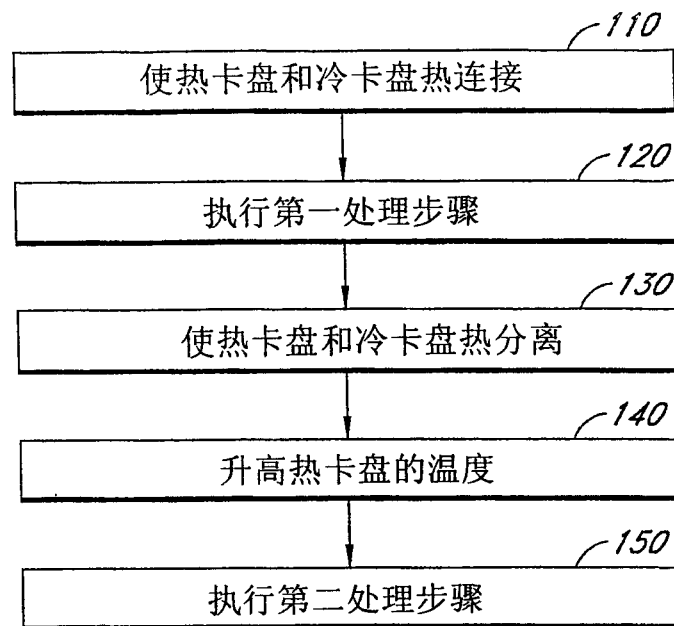 110
使热卡盘和冷卡盘热连接
120
执行第一处理步骤
130
使热卡盘和冷卡盘热分离
140
升高热卡盘的温度
150
执行第二处理步骤